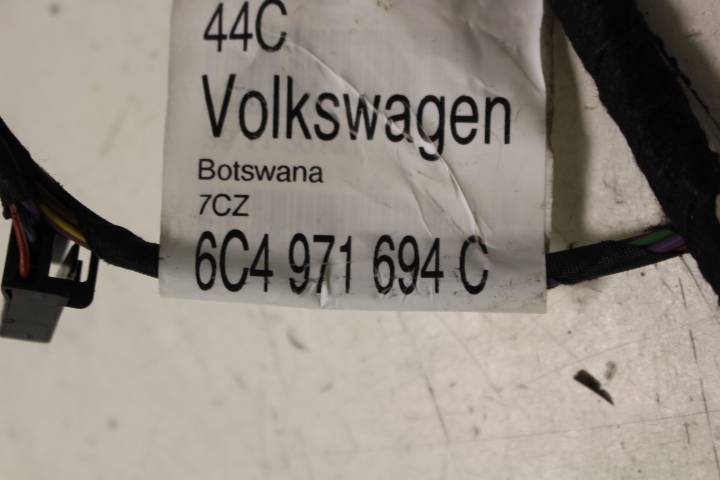 44C
Volkswagen
Botswana
7CZ
6C4 971 694 C